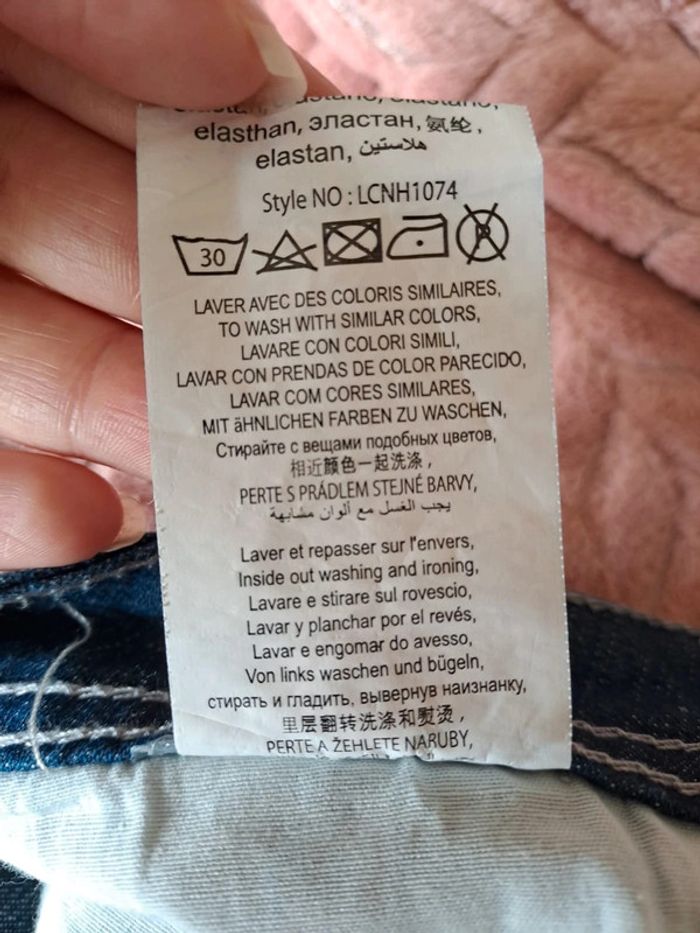 elasthan, эластан, 氨纶,
elastan, هلاستين
Style NO : LCNH1074
30
LAVER AVEC DES COLORIS SIMILAIRES,
TO WASH WITH SIMILAR COLORS,
LAVARE CON COLORI SIMILI,
LAVAR CON PRENDAS DE COLOR PARECIDO,
LAVAR COM CORES SIMILARES,
MIT äHNLICHEN FARBEN ZU WASCHEN,
Стирайте с вещами подобных цветов,
相近颜色一起洗涤,
PERTE S PRÁDLEM STEJNÉ BARVY,
يجب الغسل مع ألوان مشابهة
Laver et repasser sur l'envers,
Inside out washing and ironing,
Lavare e stirare sul rovescio,
Lavar y planchar por el revés,
Lavar e engomar do avesso,
Von links waschen und bügeln,
стирать и гладить, вывернув наизнанку,
里层翻转洗涤和熨烫,
PERTE A ŽEHLETE NARUBY,